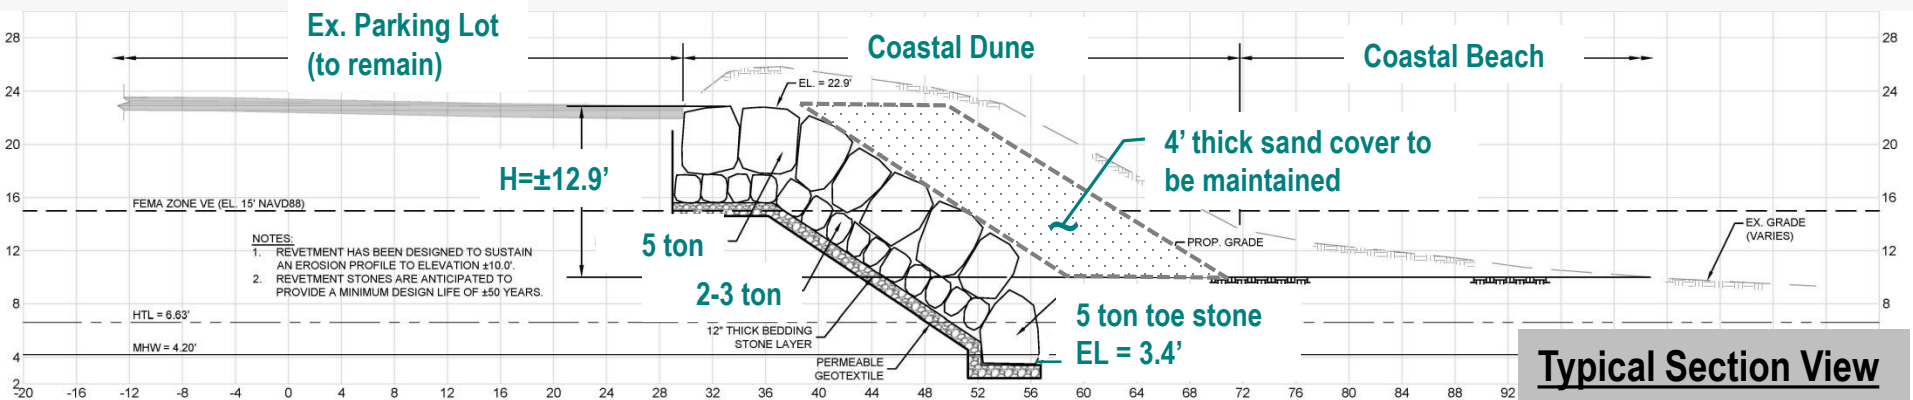 Ex. Parking Lot
(to remain)
Coastal Dune
Coastal Beach
28
28
EL. = 22.9'
24
24
4’ thick sand cover to
be maintained
20
20
H=±12.9’
16
16
FEMA ZONE VE (EL. 15' NAVD88)
EX. GRADE
(VARIES)
NOTES:
1. REVETMENT HAS BEEN DESIGNED TO SUSTAIN
AN EROSION PROFILE TO ELEVATION ±10.0'.
2. REVETMENT STONES ARE ANTICIPATED TO
PROVIDE A MINIMUM DESIGN LIFE OF ±50 YEARS.
5 ton
PROP. GRADE
12
12
2-3 ton
8
8
HTL = 6.63'
5 ton toe stone
EL = 3.4’
12" THICK BEDDING
STONE LAYER
MHW = 4.20'
PERMEABLE
GEOTEXTILE
4
2
Typical Section View
-20 -16 -12 -8 -4 0 4 8 12 16 20 24 28 32 36 40 44 48 52 56 60 64 68 72 76 80 84 88 92